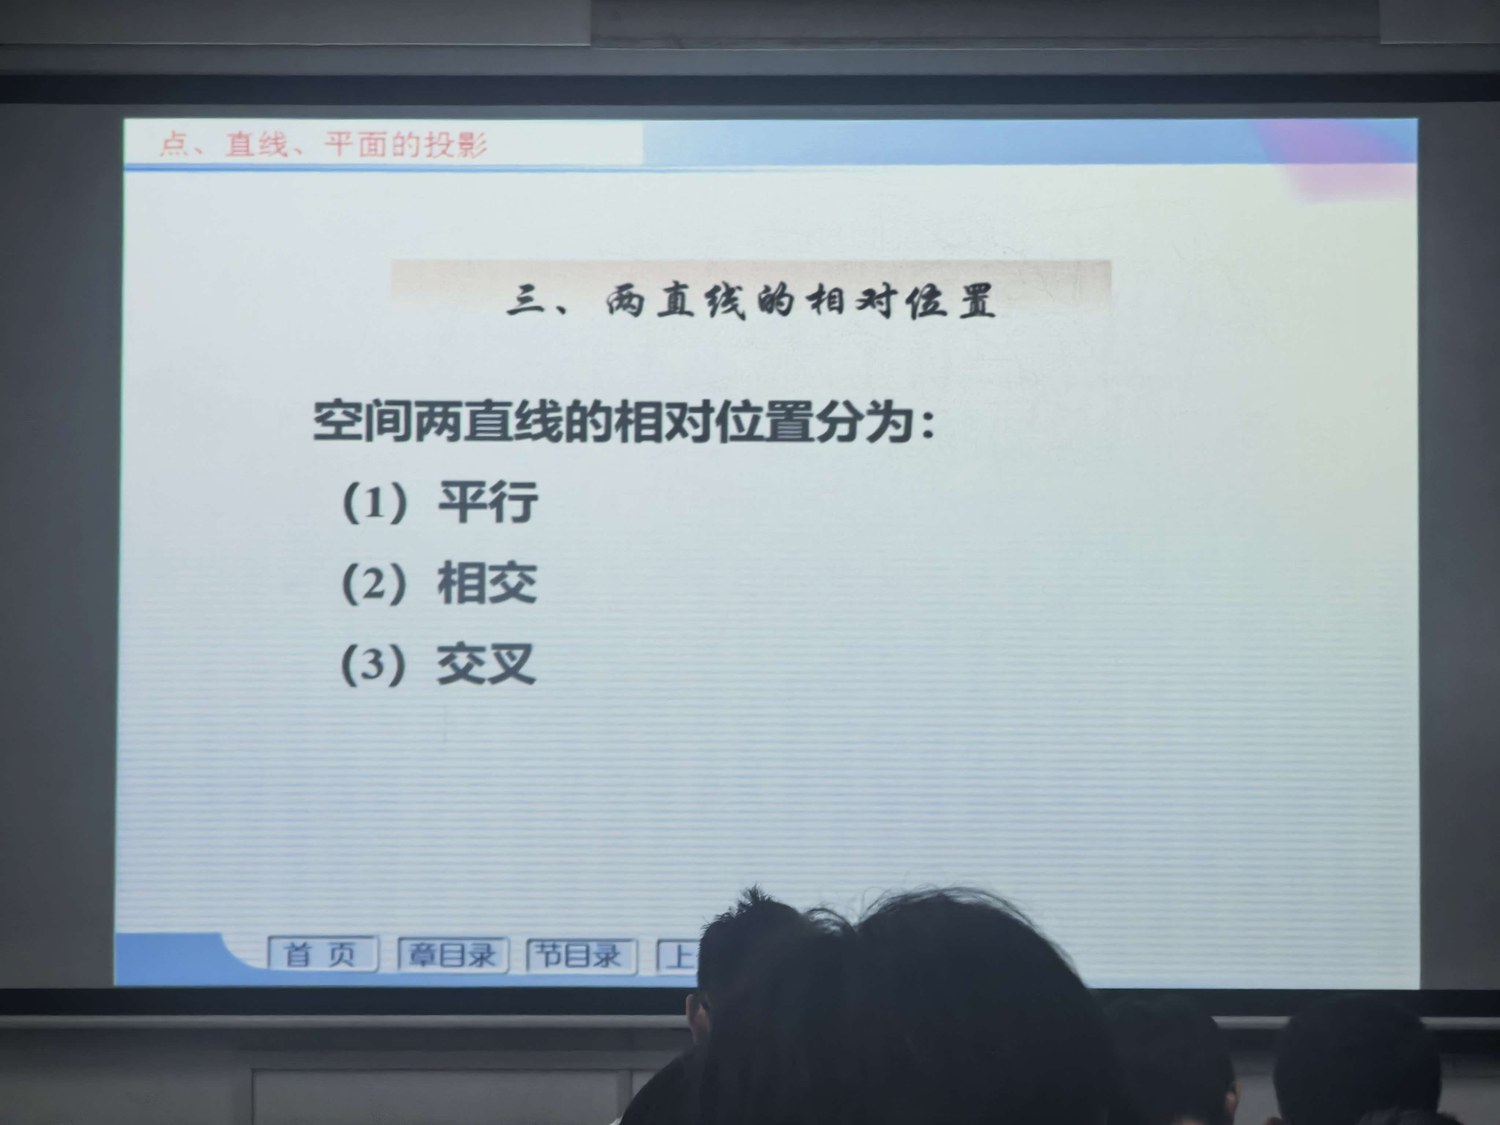 点、直线、平面的投影
三、两直线的相对位置
空间两直线的相对位置分为：
（1）平行
（2）相交
（3）交叉
首 页 章目录 节目录 上